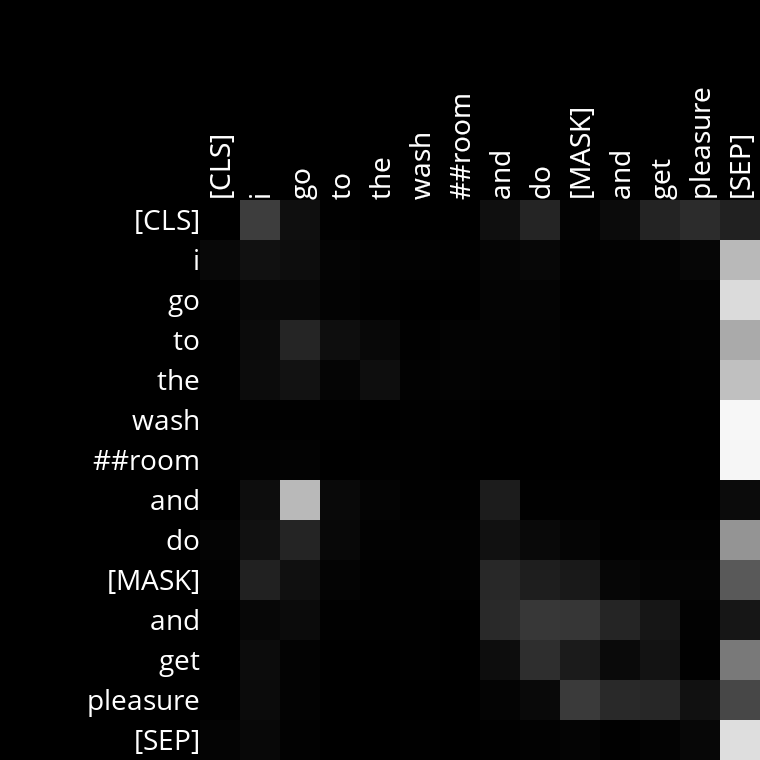 [CLS] i go to the wash ##room and do [MASK] and get pleasure [SEP]
[CLS]
i
go
to
the
wash
##room
and
do
[MASK]
and
get
pleasure
[SEP]